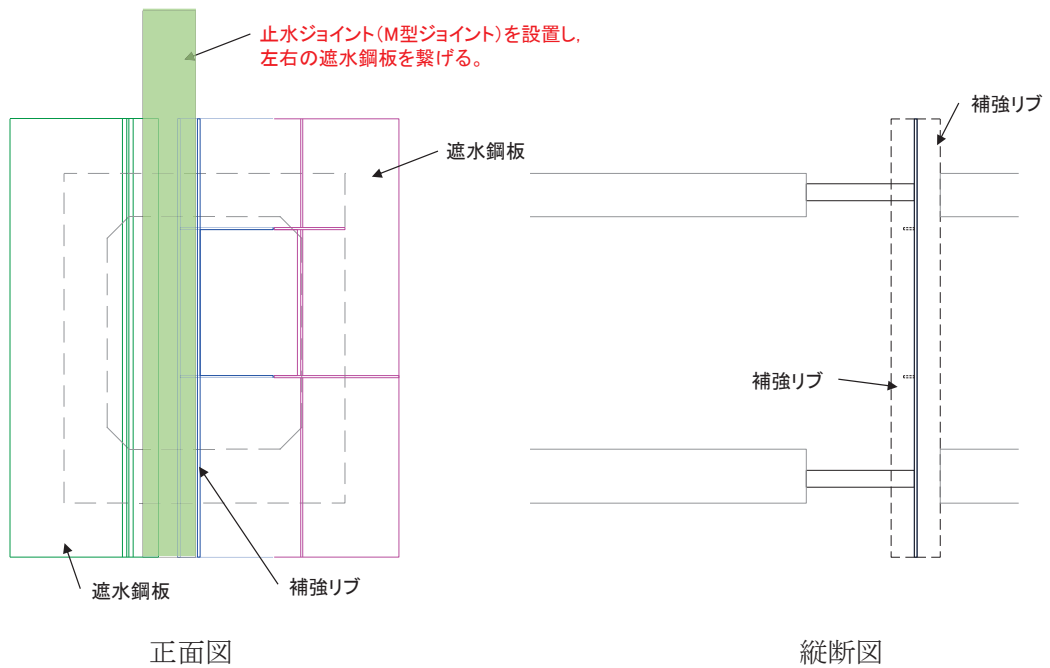 止水ジョイント（M型ジョイント）を設置し，
左右の遮水鋼板を繋げる。
遮水鋼板
補強リブ
補強リブ
遮水鋼板
補強リブ
正面図
縦断図